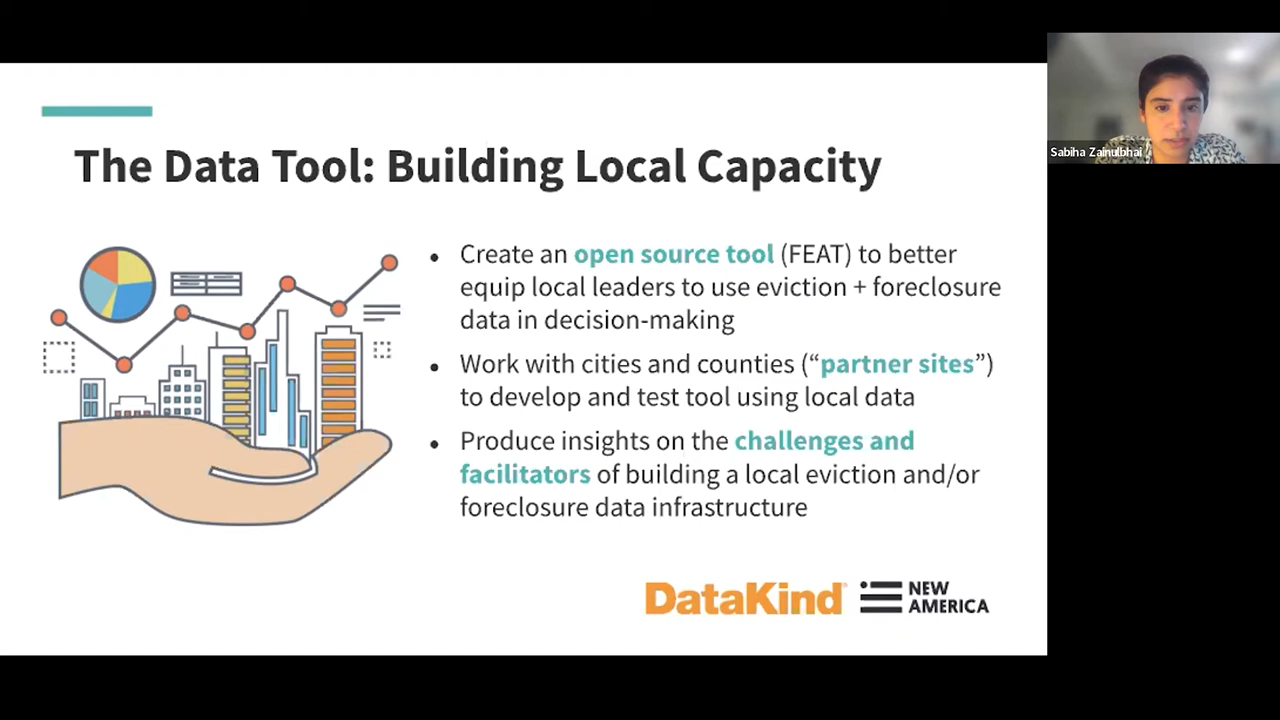 The Data Tool: Building Local Capacity
• Create an open source tool (FEAT) to better
equip local leaders to use eviction + foreclosure
data in decision-making
• Work with cities and counties (“partner sites”)
to develop and test tool using local data
• Produce insights on the challenges and
facilitators of building a local eviction and/or
foreclosure data infrastructure
DataKind
NEW
AMERICA
Sabiha Zainulbhai